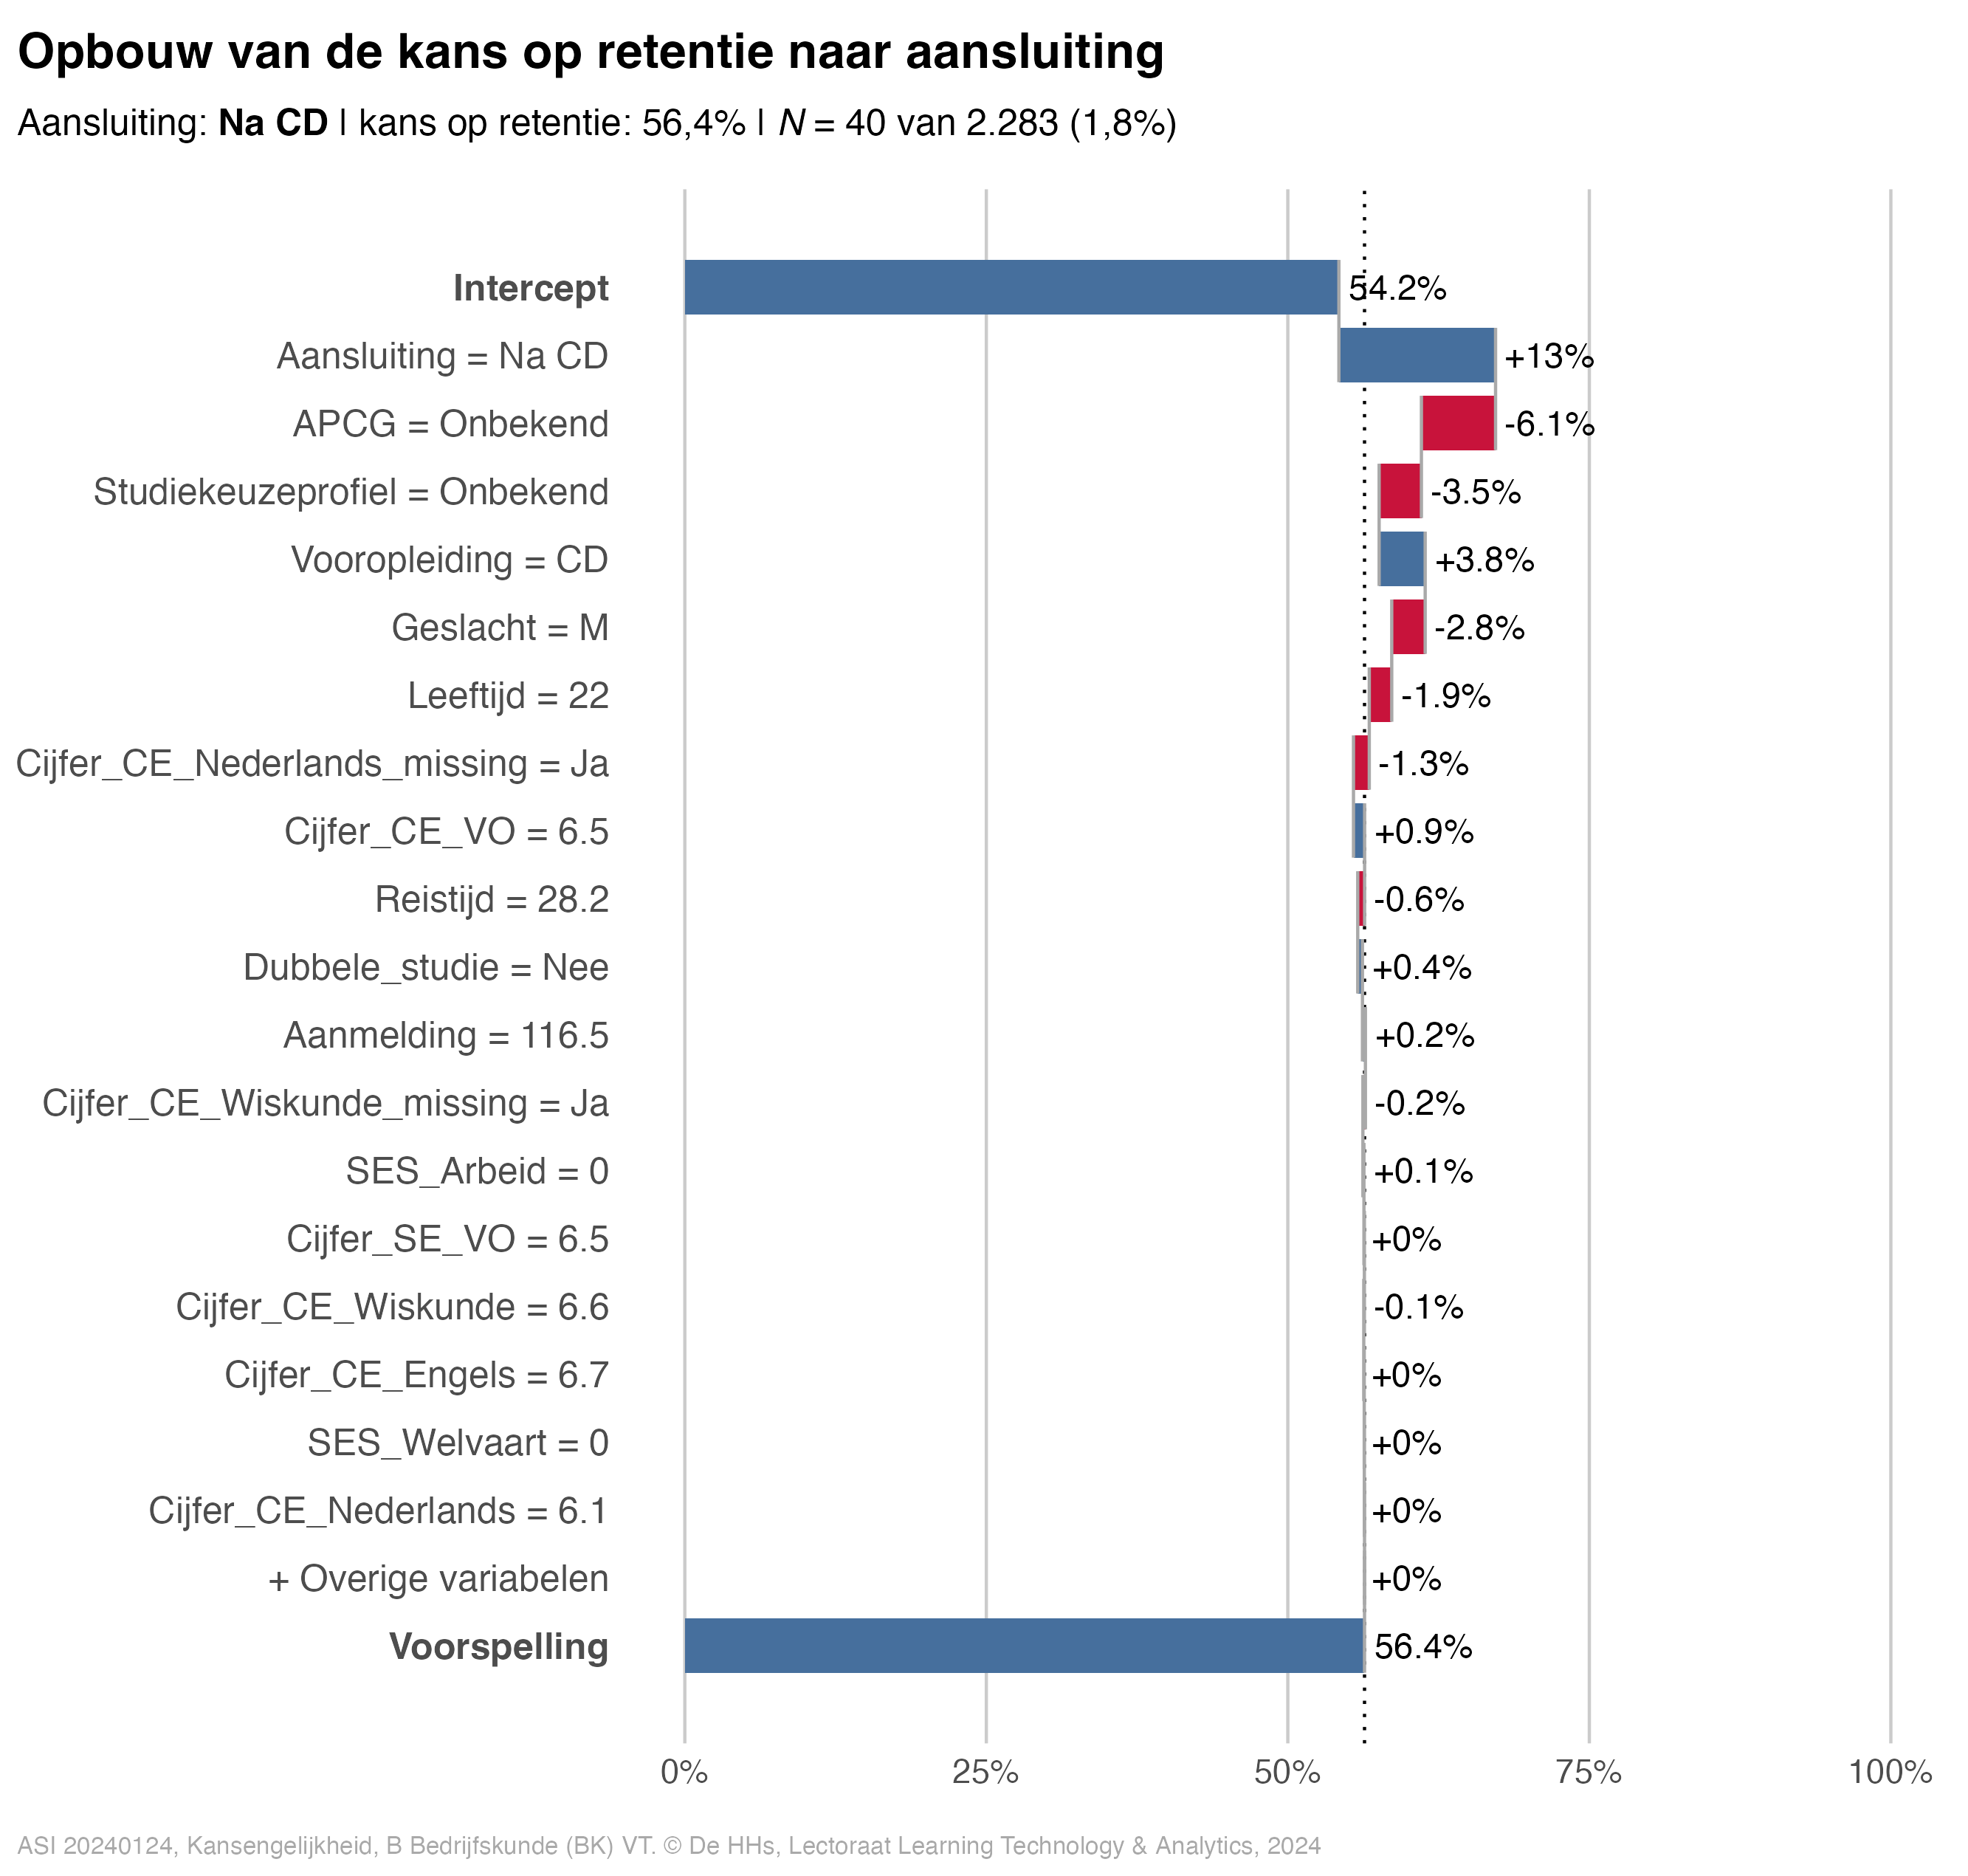 Opbouw van de kans op retentie naar aansluiting
Aansluiting: Na CD | kans op retentie: 56,4% | N = 40 van 2.283 (1,8%)
Intercept 54.2%
Aansluiting = Na CD +13%
APCG = Onbekend -6.1%
Studiekeuzeprofiel = Onbekend -3.5%
Vooropleiding = CD +3.8%
Geslacht = M -2.8%
Leeftijd = 22 -1.9%
Cijfer_CE_Nederlands_missing = Ja -1.3%
Cijfer_CE_VO = 6.5 +0.9%
Reistijd = 28.2 -0.6%
Dubbele_studie = Nee +0.4%
Aanmelding = 116.5 +0.2%
Cijfer_CE_Wiskunde_missing = Ja -0.2%
SES_Arbeid = 0 +0.1%
Cijfer_SE_VO = 6.5 +0%
Cijfer_CE_Wiskunde = 6.6 -0.1%
Cijfer_CE_Engels = 6.7 +0%
SES_Welvaart = 0 +0%
Cijfer_CE_Nederlands = 6.1 +0%
+ Overige variabelen +0%
Voorspelling 56.4%
0% 25% 50% 75% 100%
ASI 20240124, Kansengelijkheid, B Bedrijfskunde (BK) VT. © De HHs, Lectoraat Learning Technology & Analytics, 2024